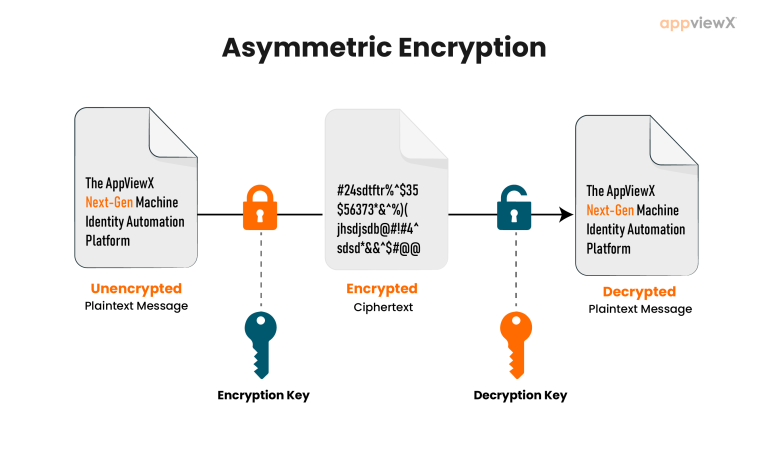 appviewX
Asymmetric Encryption
The AppViewX
Next-Gen Machine
Identity Automation
Platform
#24sdtftr%^$35
$56373*&^%)(
jhsdjsdb@#!#4^
sdsd*&&^$#@@
The AppViewX
Next-Gen Machine
Identity Automation
Platform
Unencrypted
Plaintext Message
Encrypted
Ciphertext
Decrypted
Plaintext Message
Encryption Key
Decryption Key